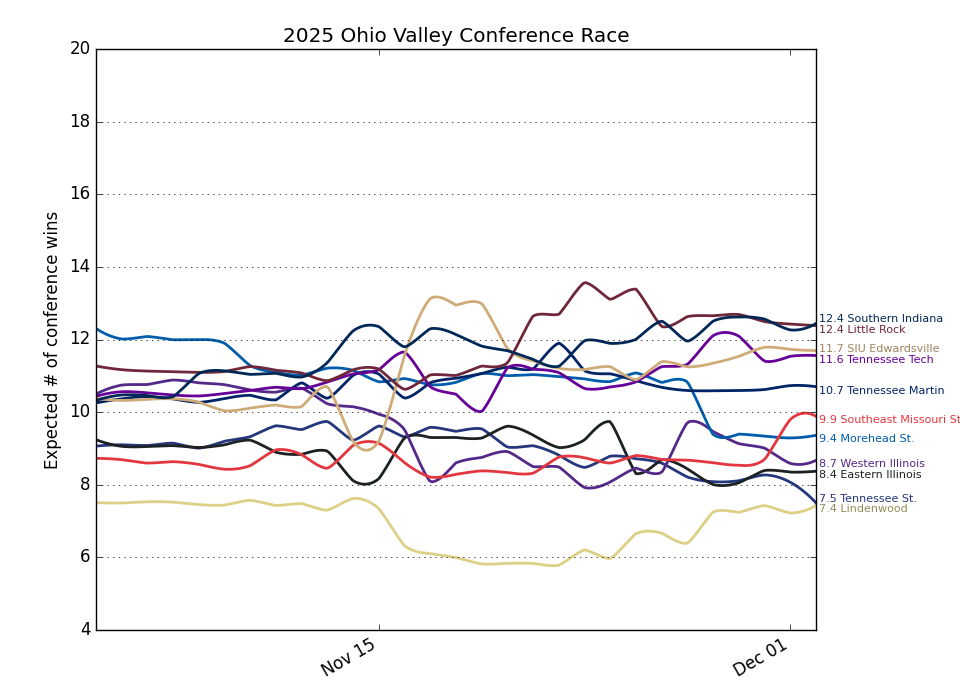 2025 Ohio Valley Conference Race
Expected # of conference wins
20
18
16
14
12
10
8
6
4
Nov 15
Dec 01
12.4 Southern Indiana
12.4 Little Rock
11.7 SIU Edwardsville
11.6 Tennessee Tech
10.7 Tennessee Martin
9.9 Southeast Missouri St
9.4 Morehead St.
8.7 Western Illinois
8.4 Eastern Illinois
7.5 Tennessee St.
7.4 Lindenwood